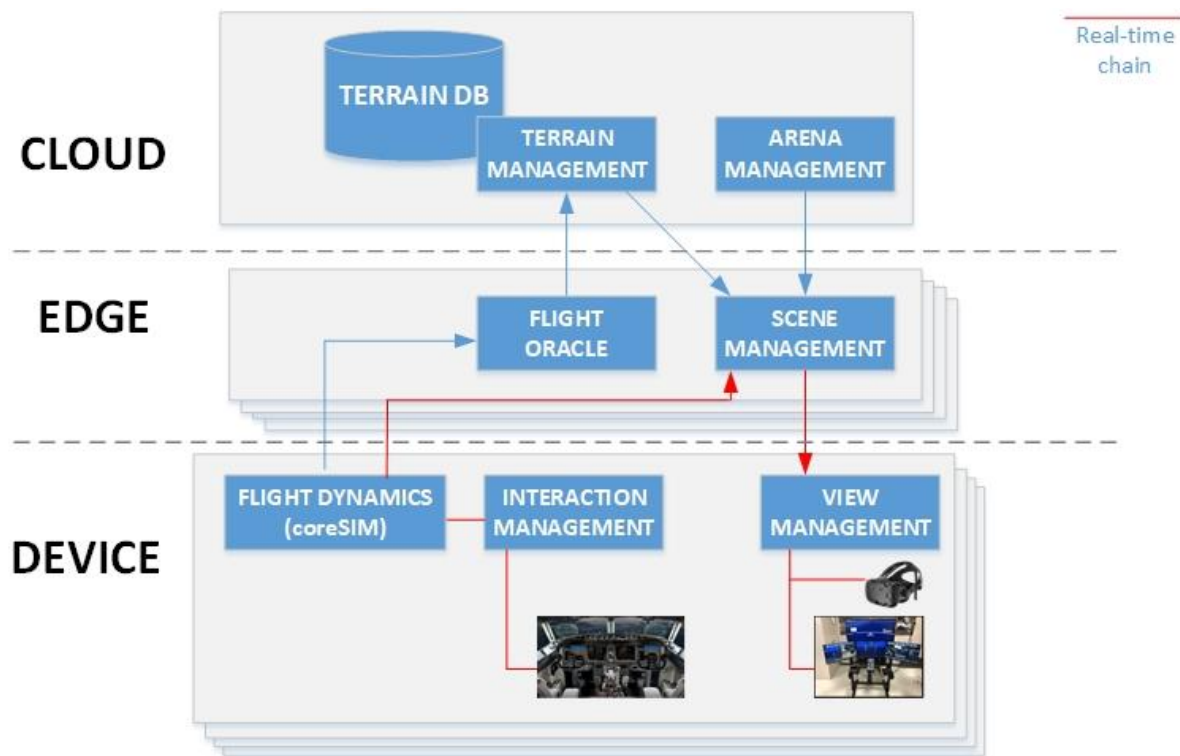 Real-time
chain
CLOUD
TERRAIN DB
TERRAIN
MANAGEMENT
ARENA
MANAGEMENT
EDGE
FLIGHT
ORACLE
SCENE
MANAGEMENT
DEVICE
FLIGHT DYNAMICS
(coreSIM)
INTERACTION
MANAGEMENT
VIEW
MANAGEMENT